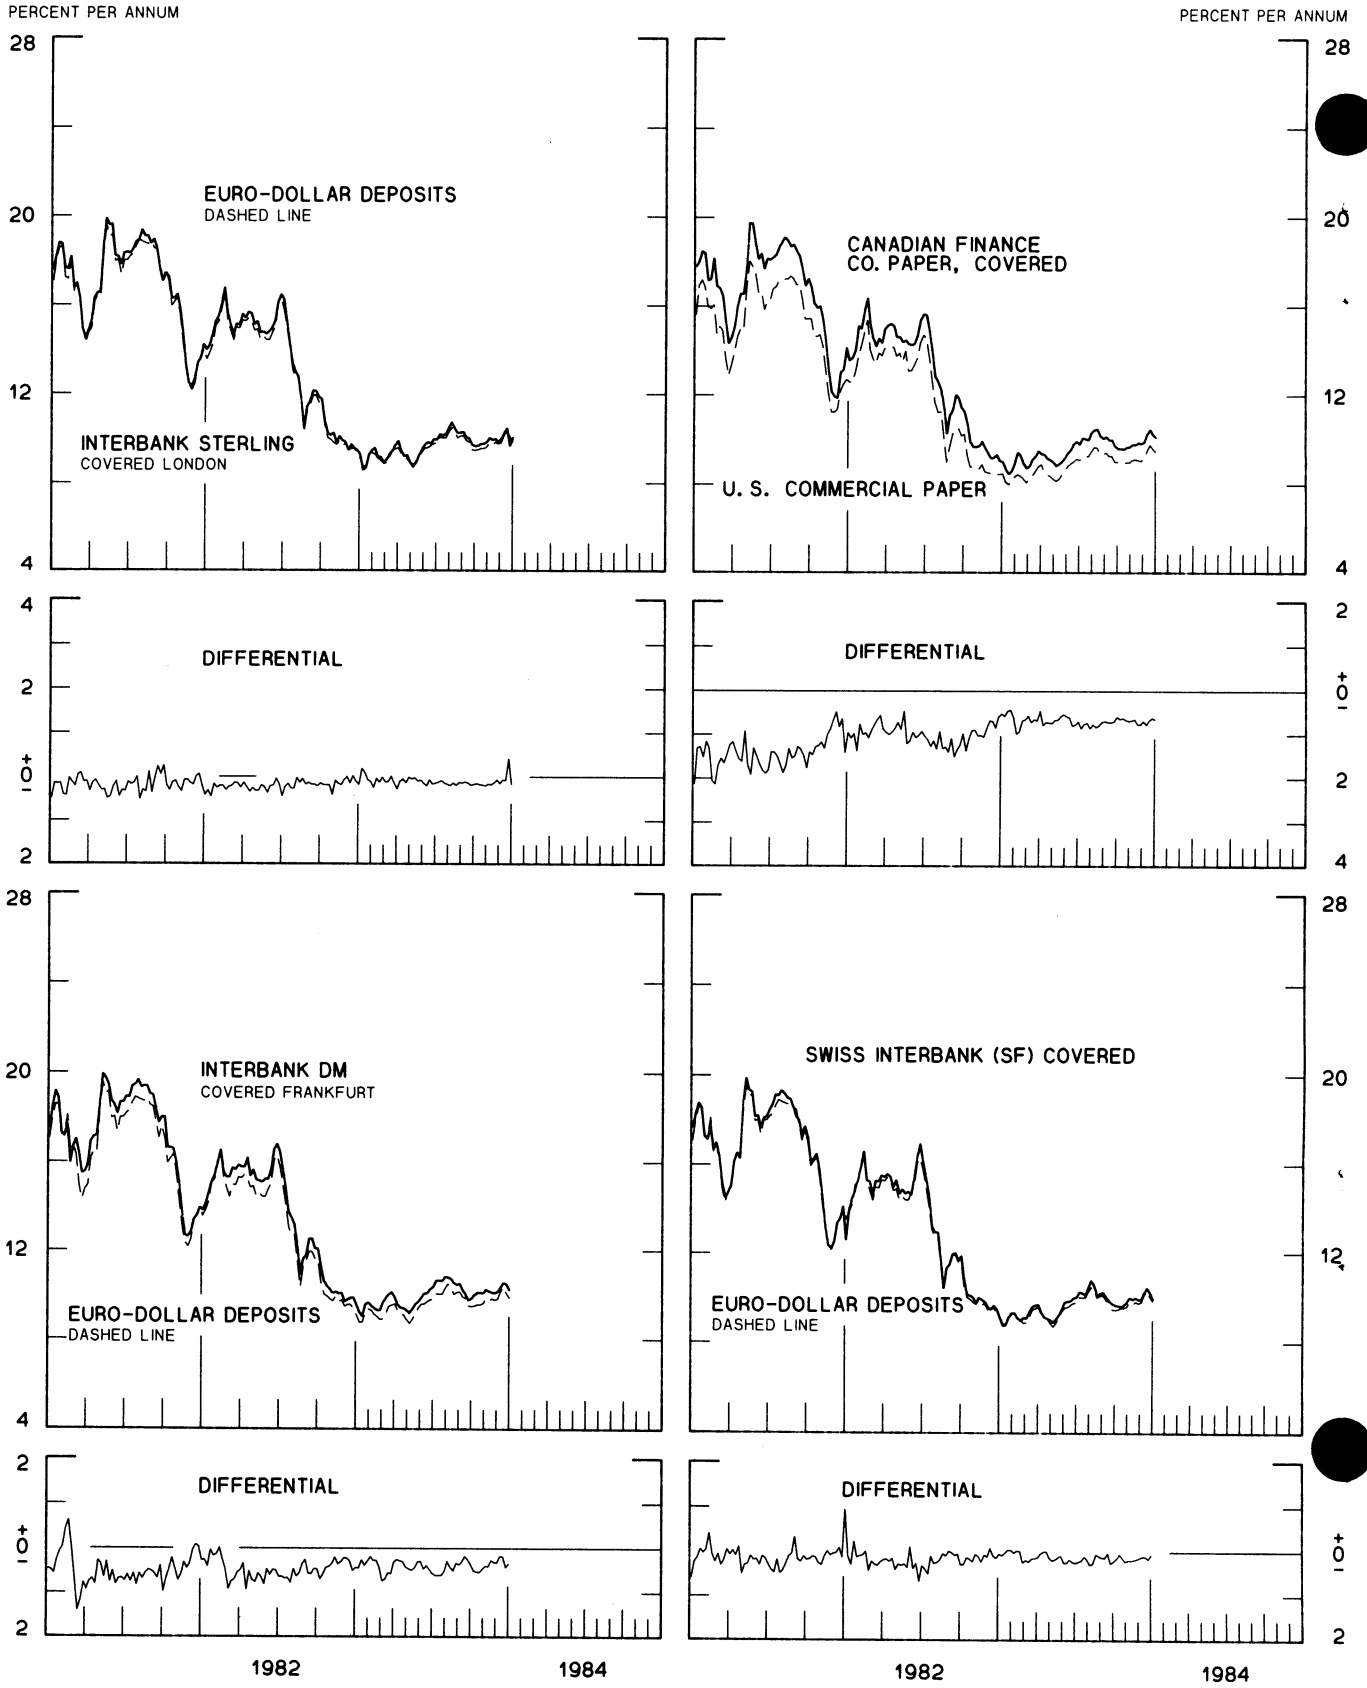 PERCENT PER ANNUM
PERCENT PER ANNUM
28
20
12
4
EURO-DOLLAR DEPOSITS
DASHED LINE
INTERBANK STERLING
COVERED LONDON
28
20
12
4
CANADIAN FINANCE
CO. PAPER, COVERED
U. S. COMMERCIAL PAPER
4
2
+
0
-
2
DIFFERENTIAL
2
+
0
-
2
4
DIFFERENTIAL
28
20
12
4
INTERBANK DM
COVERED FRANKFURT
EURO-DOLLAR DEPOSITS
DASHED LINE
28
20
12
SWISS INTERBANK (SF) COVERED
EURO-DOLLAR DEPOSITS
DASHED LINE
2
+
0
-
2
DIFFERENTIAL
+
0
-
2
DIFFERENTIAL
1982
1984
1982
1984